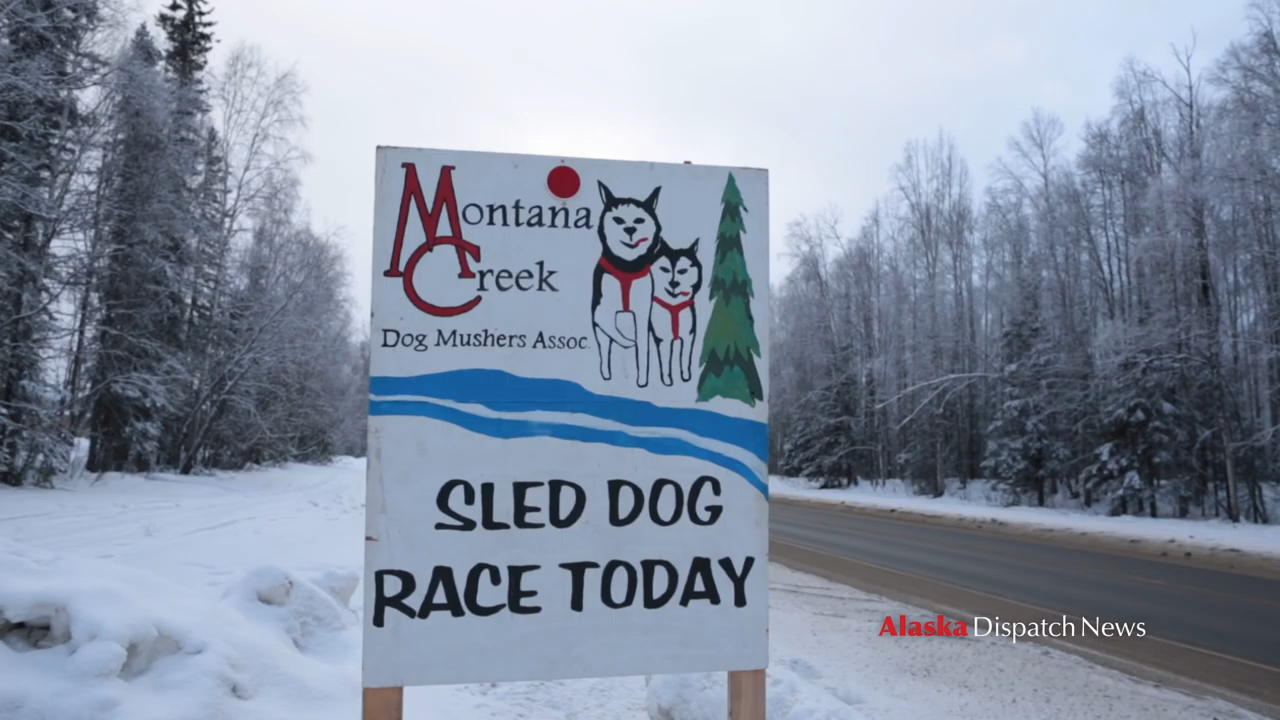 Montana
Creek
Dog Mushers Assoc.
SLED DOG
RACE TODAY
Alaska Dispatch News